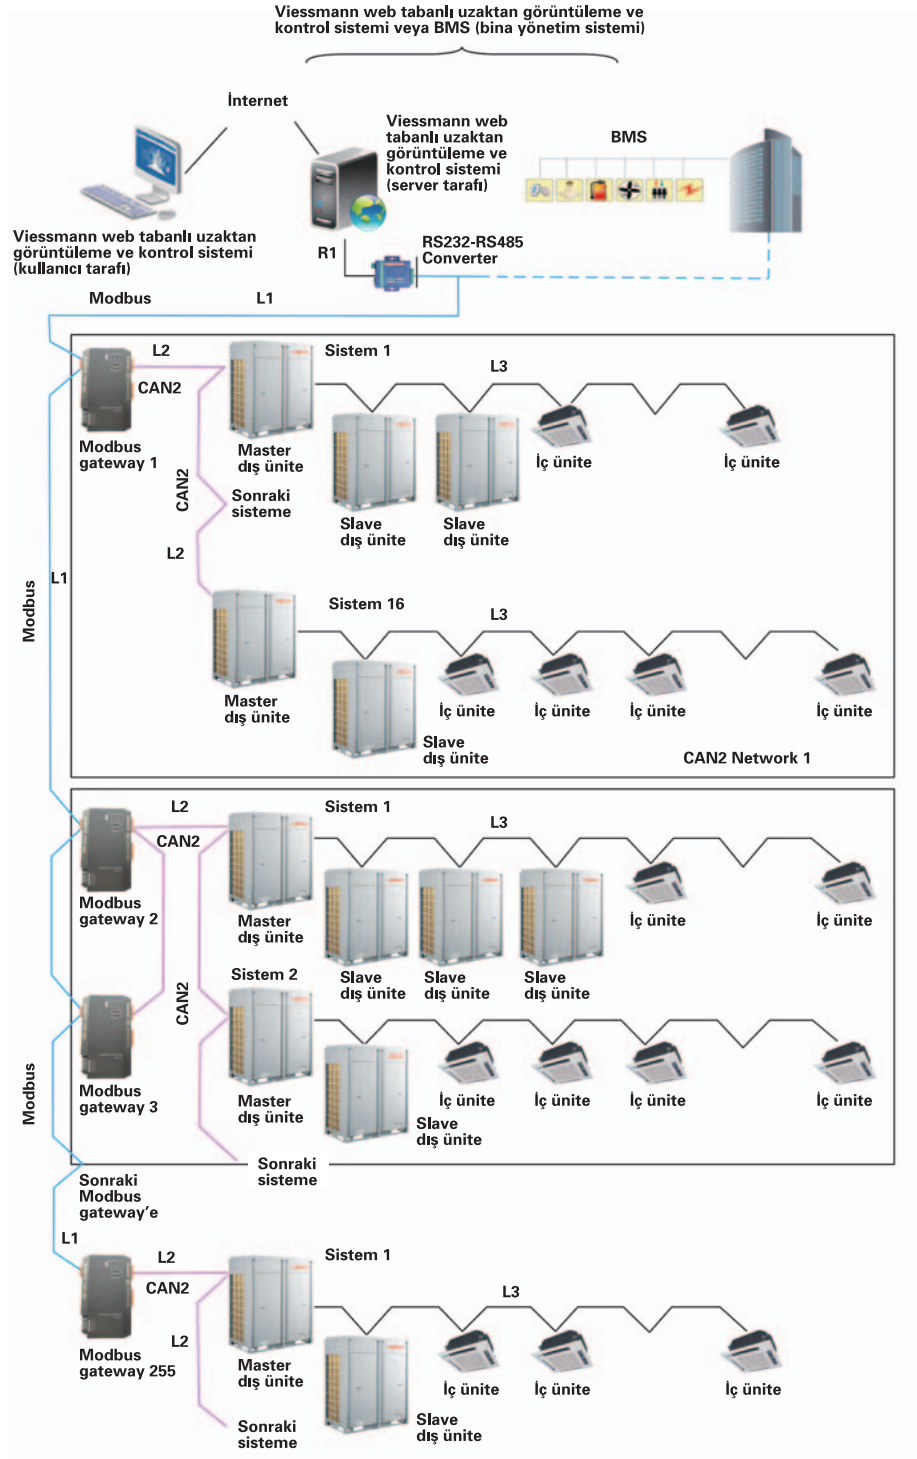 Viessmann web tabanlı uzaktan görüntüleme ve
kontrol sistemi veya BMS (bina yönetim sistemi)
İnternet
Viessmann web
tabanlı uzaktan
görüntüleme ve
kontrol sistemi
(server tarafı)
BMS
Viessmann web tabanlı uzaktan
görüntüleme ve kontrol sistemi
(kullanıcı tarafı)
R1
RS232-RS485
Converter
Modbus
L1
L2
CAN2
Modbus
gateway 1
Sistem 1
L3
Master
dış ünite
CAN2
Sonraki
sisteme
Slave
dış ünite
Slave
dış ünite
İç ünite
İç ünite
L2
L1
Modbus
Sistem 16
L3
Master
dış ünite
Slave
dış ünite
İç ünite
İç ünite
İç ünite
İç ünite
CAN2 Network 1
L2
CAN2
Modbus
gateway 2
Sistem 1
L3
Master
dış ünite
Slave
dış ünite
Slave
dış ünite
Slave
dış ünite
İç ünite
İç ünite
CAN2
Sistem 2
Modbus
Modbus
gateway 3
Master
dış ünite
Slave
dış ünite
İç ünite
İç ünite
İç ünite
İç ünite
Sonraki
sisteme
Sonraki
Modbus
gateway'e
L1
L2
CAN2
L2
Modbus
gateway 255
Sistem 1
L3
Master
dış ünite
Slave
dış ünite
İç ünite
İç ünite
İç ünite
Sonraki
sisteme